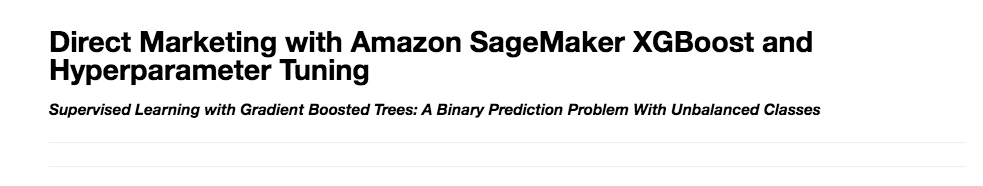 Direct Marketing with Amazon SageMaker XGBoost and
Hyperparameter Tuning
Supervised Learning with Gradient Boosted Trees: A Binary Prediction Problem With Unbalanced Classes